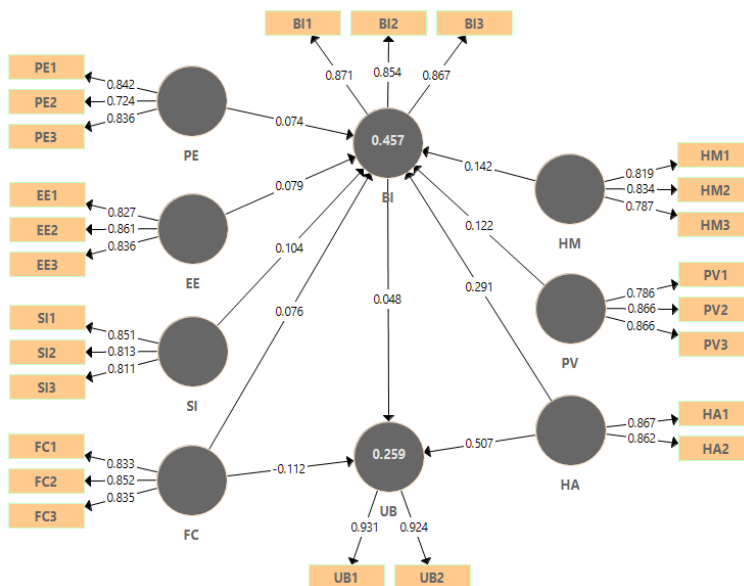 BI1 BI2 BI3
0.871 0.854 0.867
PE1
PE2
PE3
0.842
0.724
0.836
PE
0.074
0.457
BI
EE1
EE2
EE3
0.827
0.861
0.836
EE
0.079
0.142
HM
0.819
0.834
0.787
HM1
HM2
HM3
0.104
0.122
0.076
0.291
0.048
SI1
SI2
SI3
0.851
0.813
0.811
SI
PV
0.786
0.866
0.866
PV1
PV2
PV3
FC1
FC2
FC3
0.833
0.852
0.835
FC
-0.112
0.259
UB
0.507
HA
0.867
0.862
HA1
HA2
0.931 0.924
UB1 UB2